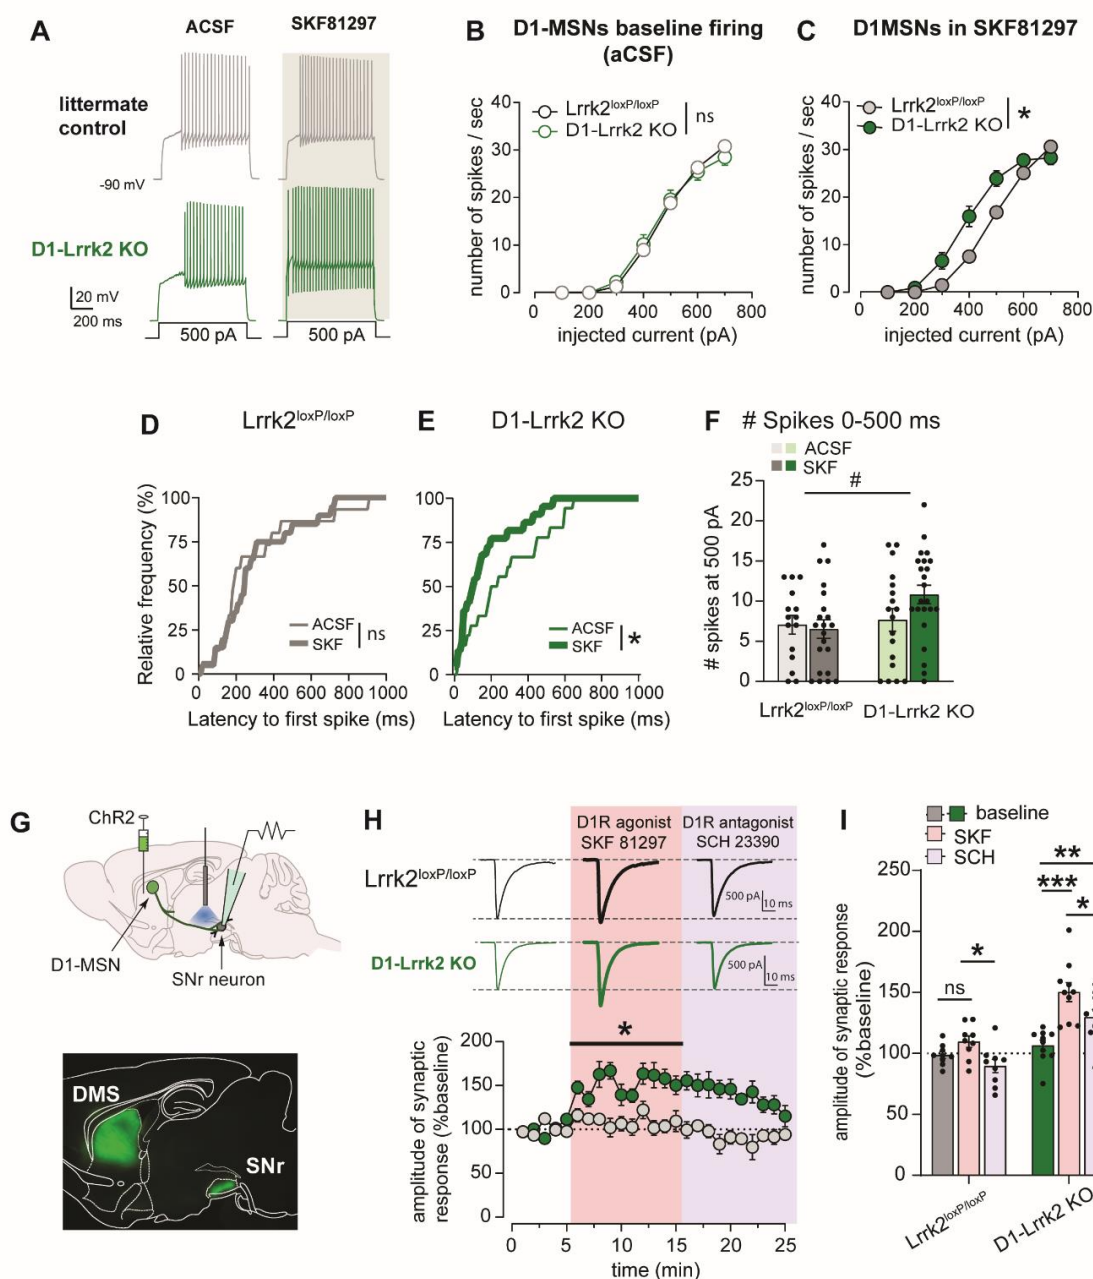 A
ACSF
SKF81297
littermate
control
-90 mV
D1-Lrrk2 KO
20 mV
200 ms
500 pA
500 pA
B
D1-MSNs baseline firing
(aCSF)
Lrrk2loxP/loxP
D1-Lrrk2 KO
ns
number of spikes / sec
40
30
20
10
0
0
200
400
600
800
injected current (pA)
C
D1MSNs in SKF81297
Lrrk2loxP/loxP
D1-Lrrk2 KO
*
number of spikes / sec
40
30
20
10
0
0
200
400
600
800
injected current (pA)
D
Lrrk2loxP/loxP
Relative frequency (%)
100
75
50
25
0
ACSF
SKF
ns
0
200
400
600
800
1000
Latency to first spike (ms)
E
D1-Lrrk2 KO
100
75
50
25
0
ACSF
SKF
*
0
200
400
600
800
1000
Latency to first spike (ms)
F
# Spikes 0-500 ms
ACSF
SKF
#
# spikes at 500 pA
25
20
15
10
5
0
Lrrk2loxP/loxP
D1-Lrrk2 KO
G
ChR2
D1-MSN
SNr neuron
DMS
SNr
H
D1R agonist
SKF 81297
D1R antagonist
SCH 23390
Lrrk2loxP/loxP
500 pA
10 ms
500 pA
10 ms
D1-Lrrk2 KO
500 pA
10 ms
500 pA
10 ms
*
amplitude of synaptic
response (%baseline)
200
150
100
50
0
0
5
10
15
20
25
time (min)
I
baseline
SKF
SCH
**
***
*
*
ns
amplitude of synaptic response
(%baseline)
200
150
100
50
0
Lrrk2loxP/loxP
D1-Lrrk2 KO